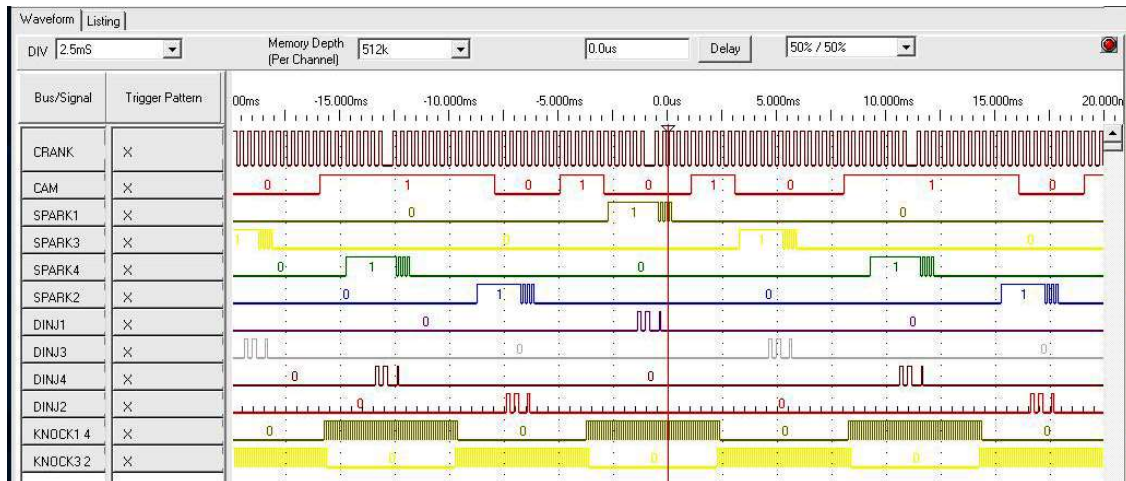 Waveform Listing
DIV 2.5mS Memory Depth (Per Channel) 512k 0.0us Delay 50% / 50%
Bus/Signal Trigger Pattern 00ms -15.000ms -10.000ms -5.000ms 0.0us 5.000ms 10.000ms 15.000ms 20.000n
CRANK X
CAM X 0 1 0 1 0 1 0 1 0
SPARK1 X 0 1 0
SPARK3 X 1 0 1 0
SPARK4 X 0 1 0 1
SPARK2 X 0 1 0 1
DINJ1 X 0 0
DINJ3 X 0 0
DINJ4 X 0 0
DINJ2 X 0 0
KNOCK1 4 X 0 0 0 0
KNOCK3 2 X 0 0 0